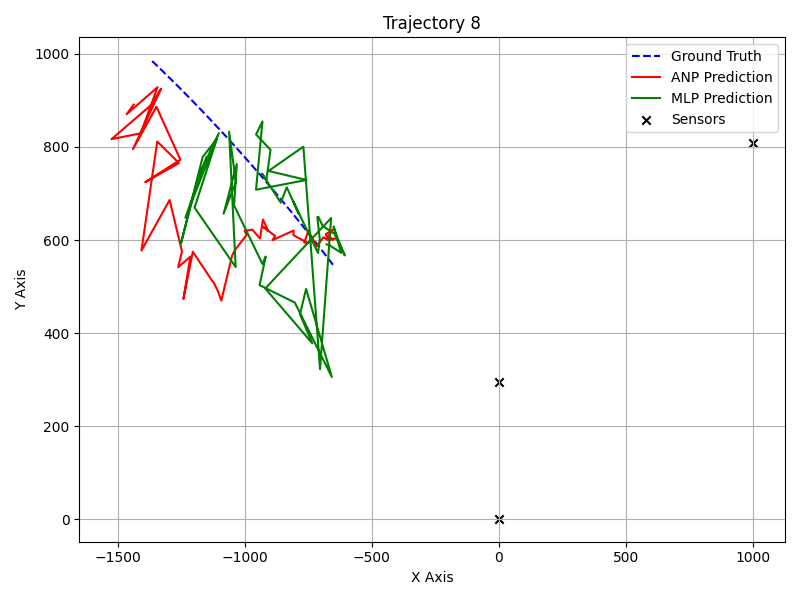 Trajectory 8
Ground Truth
ANP Prediction
MLP Prediction
Sensors
1000
800
600
400
200
0
Y Axis
−1500
−1000
−500
0
500
1000
X Axis